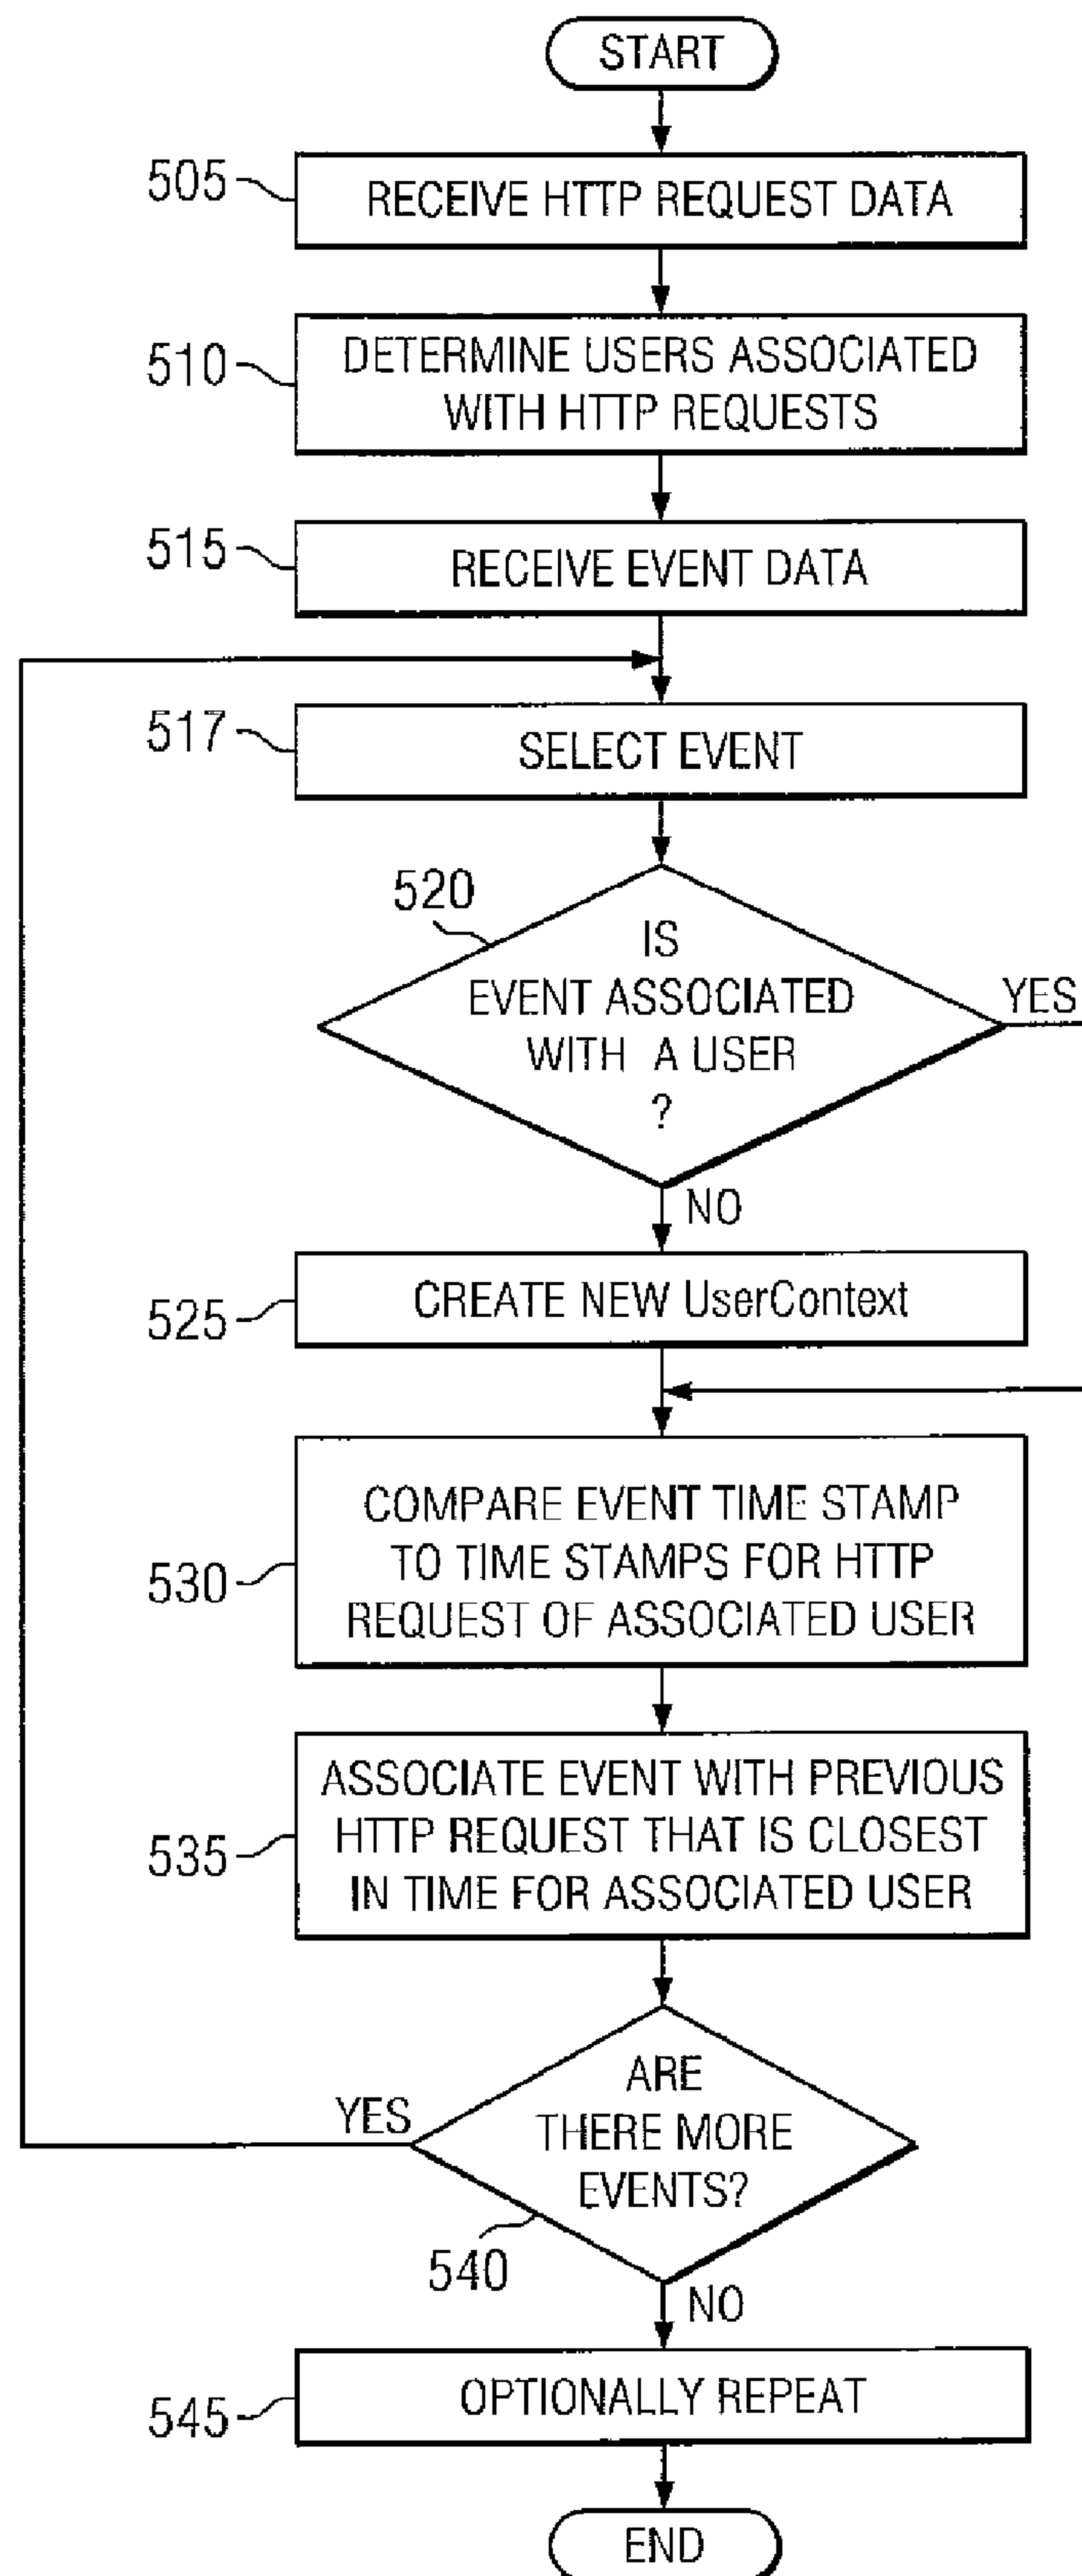 START
505
RECEIVE HTTP REQUEST DATA
510
DETERMINE USERS ASSOCIATED
WITH HTTP REQUESTS
515
RECEIVE EVENT DATA
517
SELECT EVENT
520
IS
EVENT ASSOCIATED
WITH A USER
?
YES
NO
525
CREATE NEW UserContext
530
COMPARE EVENT TIME STAMP
TO TIME STAMPS FOR HTTP
REQUEST OF ASSOCIATED USER
535
ASSOCIATE EVENT WITH PREVIOUS
HTTP REQUEST THAT IS CLOSEST
IN TIME FOR ASSOCIATED USER
YES
ARE
THERE MORE
EVENTS?
540
NO
545
OPTIONALLY REPEAT
END